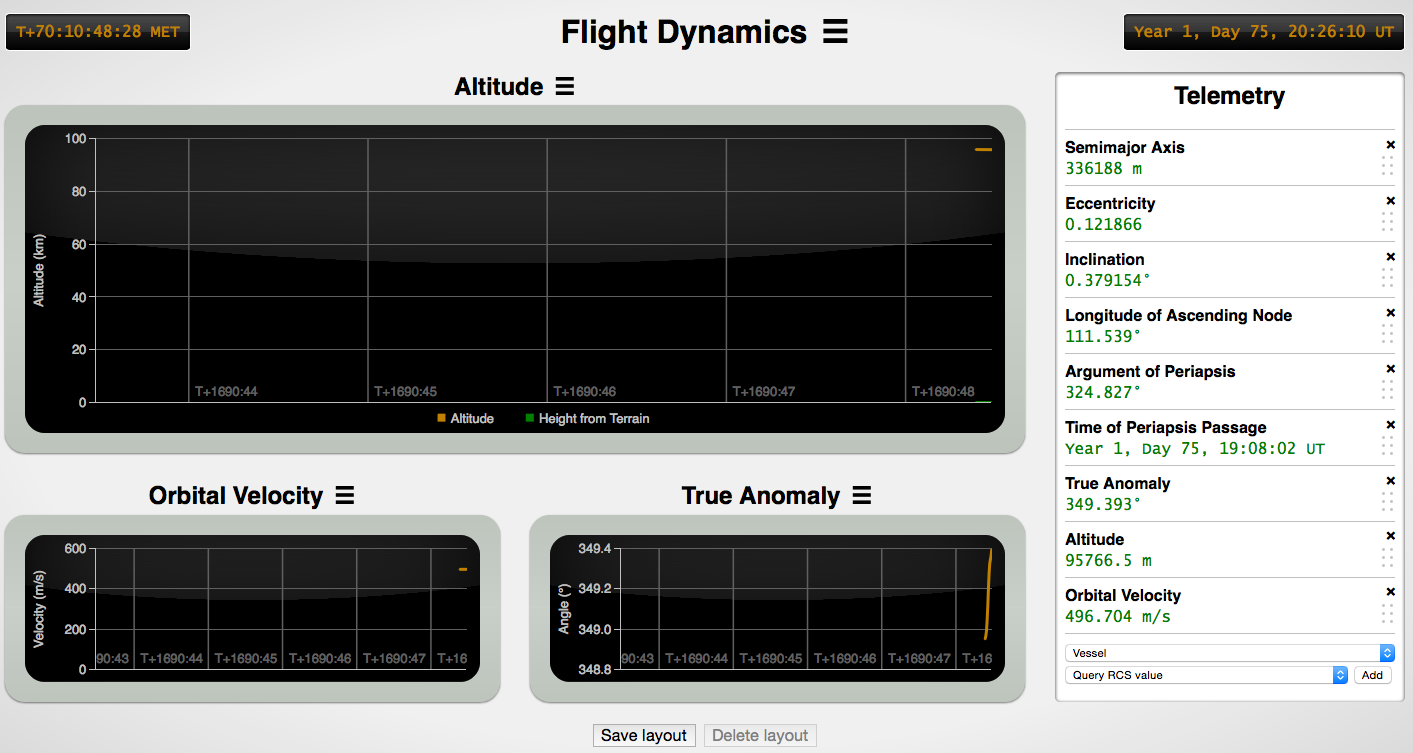 T+70:10:48:28 MET
Flight Dynamics ☰
Year 1, Day 75, 20:26:10 UT
Altitude ☰
100
80
60
40
20
0
Altitude (km)
T+1690:44 T+1690:45 T+1690:46 T+1690:47 T+1690:48
Altitude Height from Terrain
Orbital Velocity ☰
600
400
200
0
Velocity (m/s)
90:43 T+1690:44 T+1690:45 T+1690:46 T+1690:47 T+16
True Anomaly ☰
349.4
349.2
349.0
348.8
Angle (°)
90:43 T+1690:44 T+1690:45 T+1690:46 T+1690:47 T+16
Telemetry
Semimajor Axis ×
336188 m
Eccentricity ×
0.121866
Inclination ×
0.379154°
Longitude of Ascending Node ×
111.539°
Argument of Periapsis ×
324.827°
Time of Periapsis Passage ×
Year 1, Day 75, 19:08:02 UT
True Anomaly ×
349.393°
Altitude ×
95766.5 m
Orbital Velocity ×
496.704 m/s
Vessel
Query RCS value Add
Save layout Delete layout